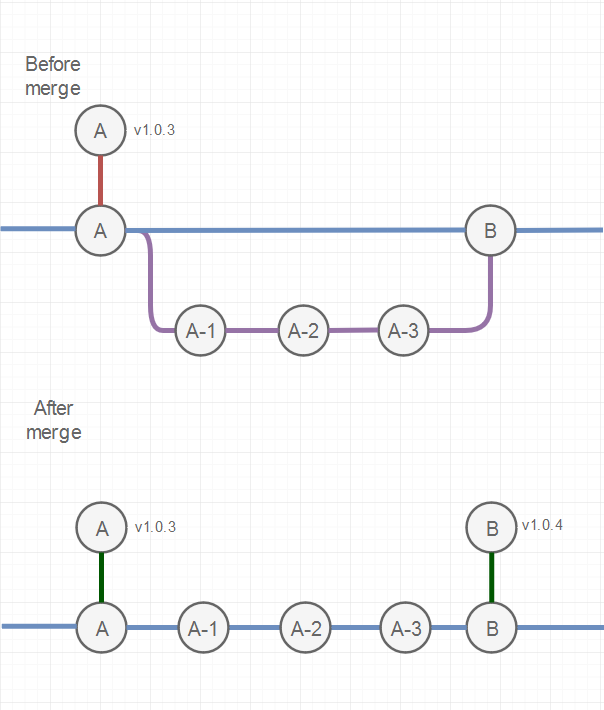 Before
merge
A
v1.0.3
A
B
A-1
A-2
A-3
After
merge
A
v1.0.3
B
v1.0.4
A
A-1
A-2
A-3
B